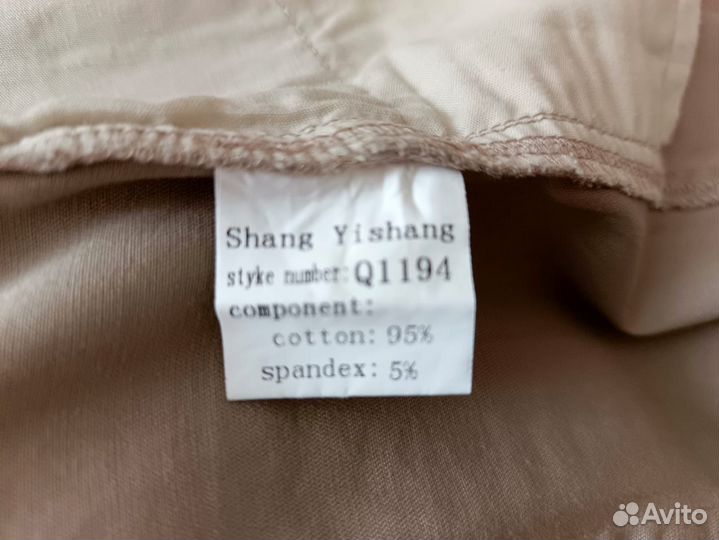 Shang Yishang
styke number: Q1194
component:
cotton: 95%
spandex: 5%
Avito